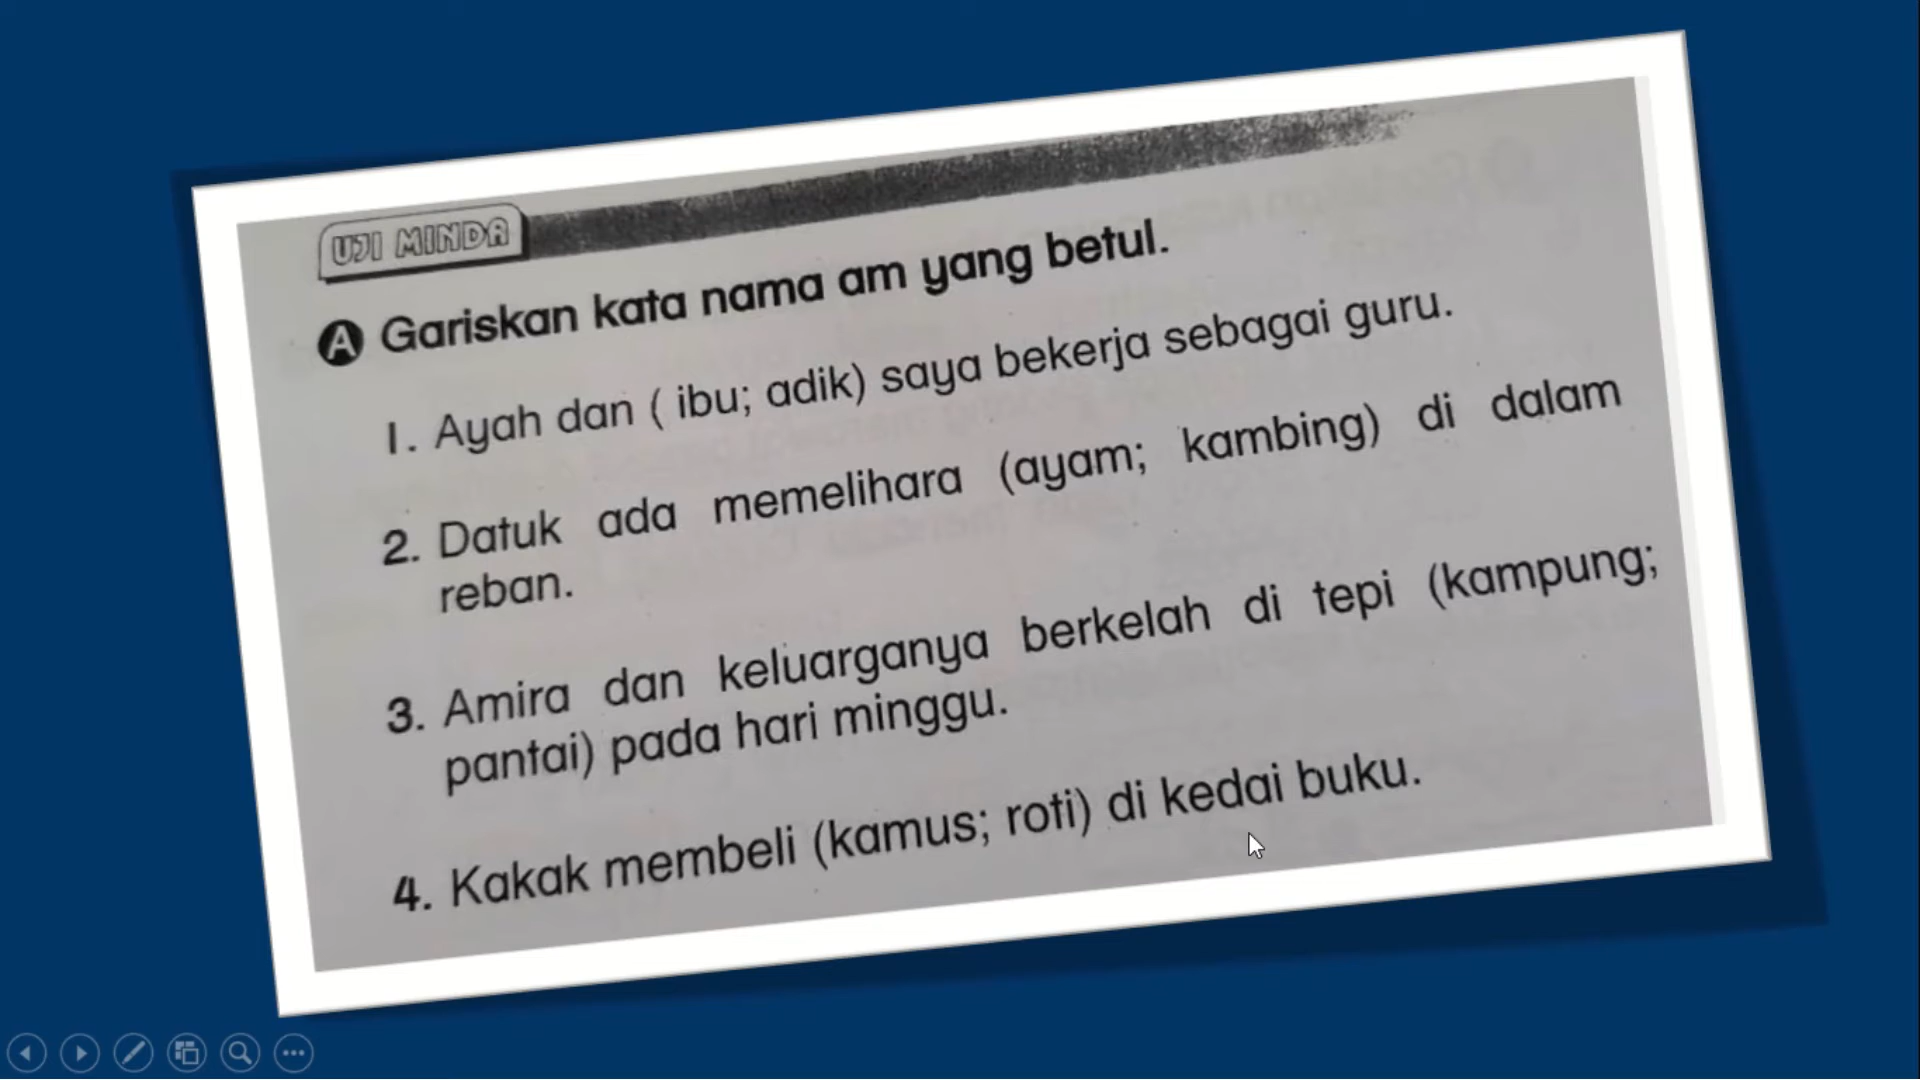 UJI MINDA
A Gariskan kata nama am yang betul.
1. Ayah dan ( ibu; adik) saya bekerja sebagai guru.
2. Datuk ada memelihara (ayam; kambing) di dalam
reban.
3. Amira dan keluarganya berkelah di tepi (kampung;
pantai) pada hari minggu.
4. Kakak membeli (kamus; roti) di kedai buku.